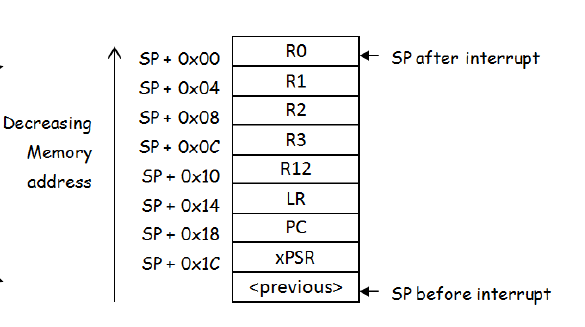 SP + 0x00 R0 SP after interrupt
SP + 0x04 R1
SP + 0x08 R2
Decreasing
Memory
address
SP + 0x0C R3
SP + 0x10 R12
SP + 0x14 LR
SP + 0x18 PC
SP + 0x1C xPSR
<previous> SP before interrupt